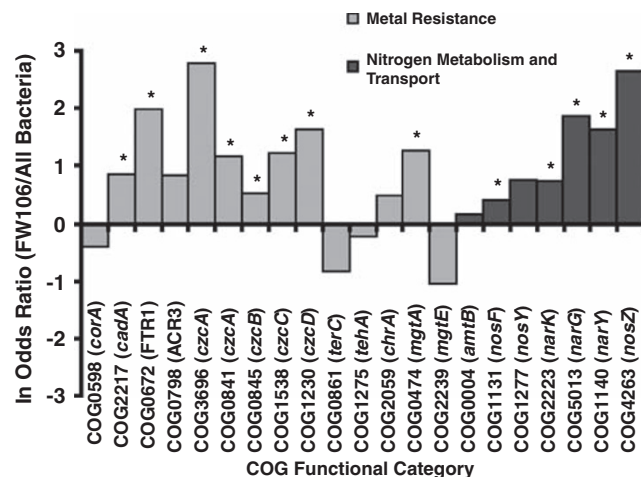 Metal Resistance
Nitrogen Metabolism and
Transport
ln Odds Ratio (FW106/All Bacteria)
3
2
1
0
-1
-2
-3
* * * * * * * * * * * * * *
COG0598 (corA)
COG2217 (cadA)
COG0672 (FTR1)
COG0798 (ACR3)
COG3696 (czcA)
COG0841 (czcA)
COG0845 (czcB)
COG1538 (czcC)
COG1230 (czcD)
COG0861 (terC)
COG1275 (tehA)
COG2059 (chrA)
COG0474 (mgtA)
COG2239 (mgtE)
COG0004 (amtB)
COG1131 (nosF)
COG1277 (nosY)
COG2223 (narK)
COG5013 (narG)
COG1140 (narY)
COG4263 (nosZ)
COG Functional Category